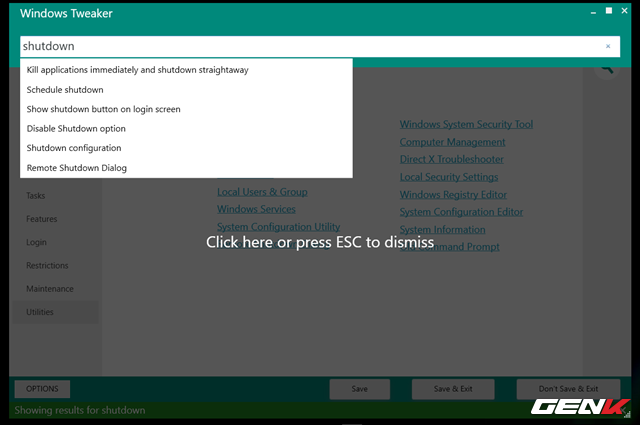 Windows Tweaker
shutdown
Kill applications immediately and shutdown straightaway
Schedule shutdown
Show shutdown button on login screen
Disable Shutdown option
Shutdown configuration
Remote Shutdown Dialog
Tasks
Features
Login
Restrictions
Maintenance
Utilities
Local Users & Group
Windows Services
System Configuration Utility
Windows System Security Tool
Computer Management
Direct X Troubleshooter
Local Security Settings
Windows Registry Editor
System Configuration Editor
System Information
Command Prompt
Click here or press ESC to dismiss
OPTIONS
Save
Save & Exit
Don't Save & Exit
Showing results for shutdown
GENK